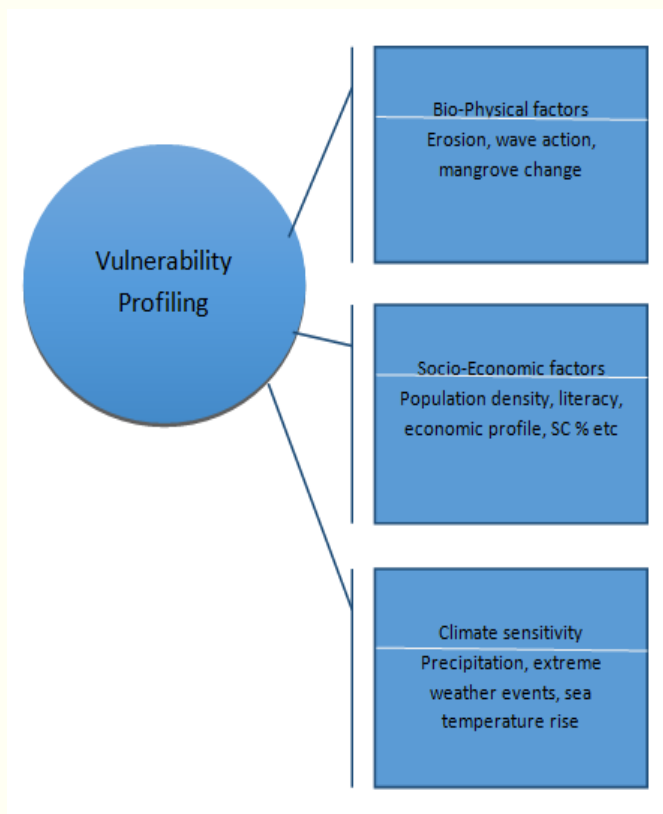 Vulnerability
Profiling
Bio-Physical factors
Erosion, wave action,
mangrove change
Socio-Economic factors
Population density, literacy,
economic profile, SC % etc
Climate sensitivity
Precipitation, extreme
weather events, sea
temperature rise